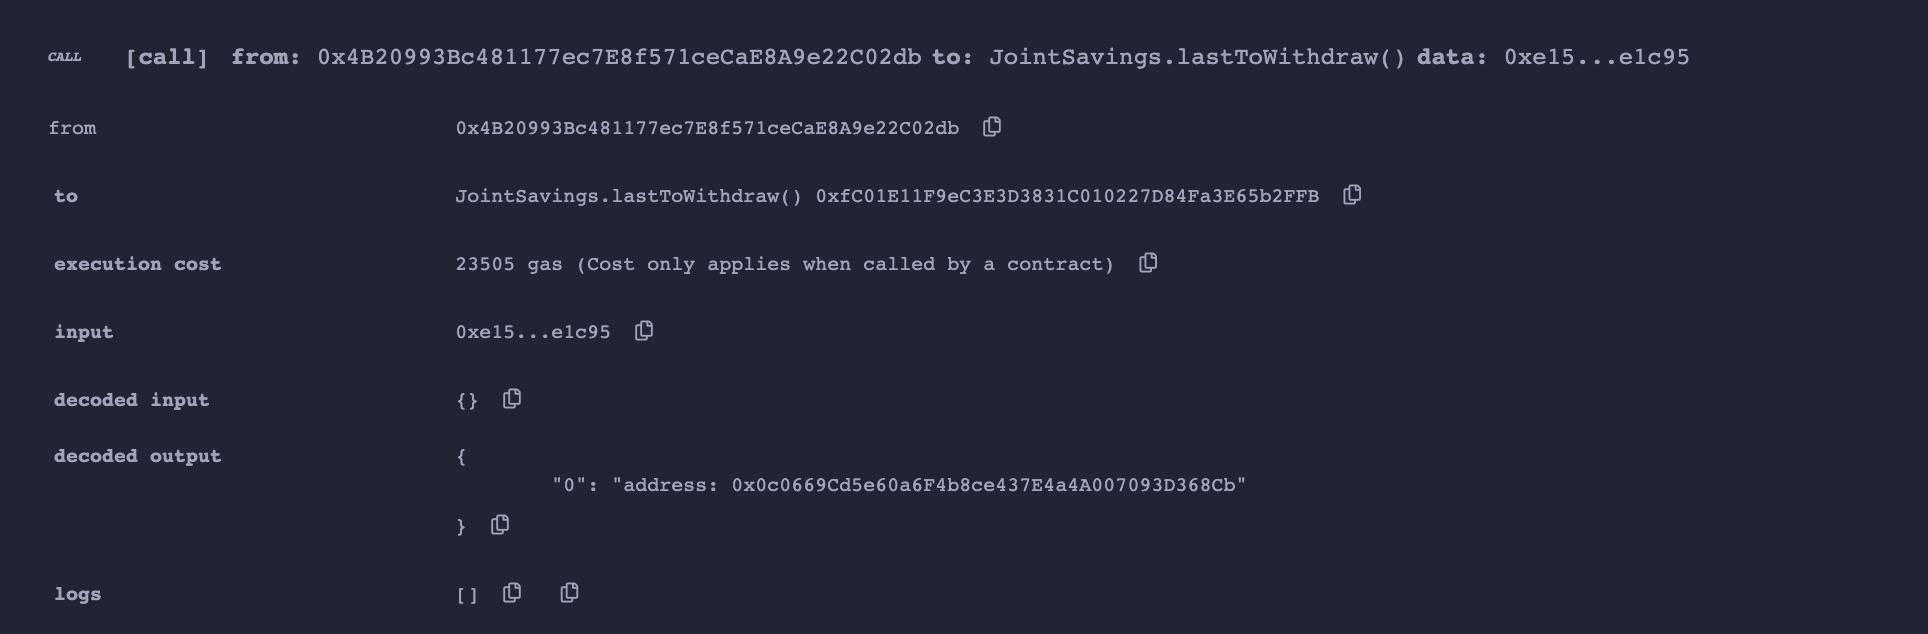 CALL [call] from: 0x4B20993Bc481177ec7E8f571ceCaE8A9e22C02db to: JointSavings.lastToWithdraw() data: 0xe15...e1c95
from 0x4B20993Bc481177ec7E8f571ceCaE8A9e22C02db
to JointSavings.lastToWithdraw() 0xfC01E11F9eC3E3D3831C010227D84Fa3E65b2FFB
execution cost 23505 gas (Cost only applies when called by a contract)
input 0xe15...e1c95
decoded input {}
decoded output {
"0": "address: 0x0c0669Cd5e60a6F4b8ce437E4a4A007093D368Cb"
}
logs []